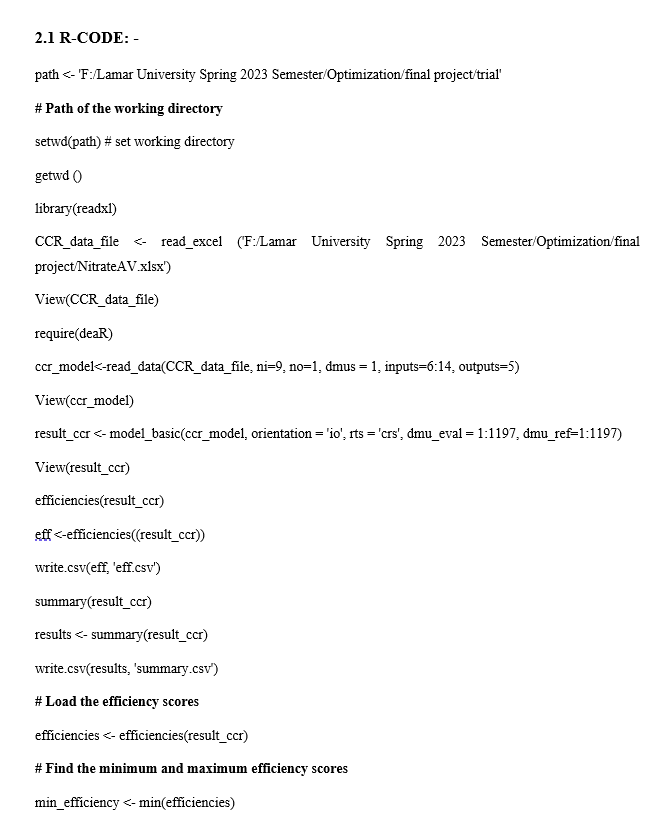 2.1 R-CODE: -
path <- 'F:/Lamar University Spring 2023 Semester/Optimization/final project/trial'
# Path of the working directory
setwd(path) # set working directory
getwd ()
library(readxl)
CCR_data_file <- read_excel ('F:/Lamar University Spring 2023 Semester/Optimization/final
project/NitrateAV.xlsx')
View(CCR_data_file)
require(deaR)
ccr_model<-read_data(CCR_data_file, ni=9, no=1, dmus = 1, inputs=6:14, outputs=5)
View(ccr_model)
result_ccr <- model_basic(ccr_model, orientation = 'io', rts = 'crs', dmu_eval = 1:1197, dmu_ref=1:1197)
View(result_ccr)
efficiencies(result_ccr)
eff <-efficiencies((result_ccr))
write.csv(eff, 'eff.csv')
summary(result_ccr)
results <- summary(result_ccr)
write.csv(results, 'summary.csv')
# Load the efficiency scores
efficiencies <- efficiencies(result_ccr)
# Find the minimum and maximum efficiency scores
min_efficiency <- min(efficiencies)